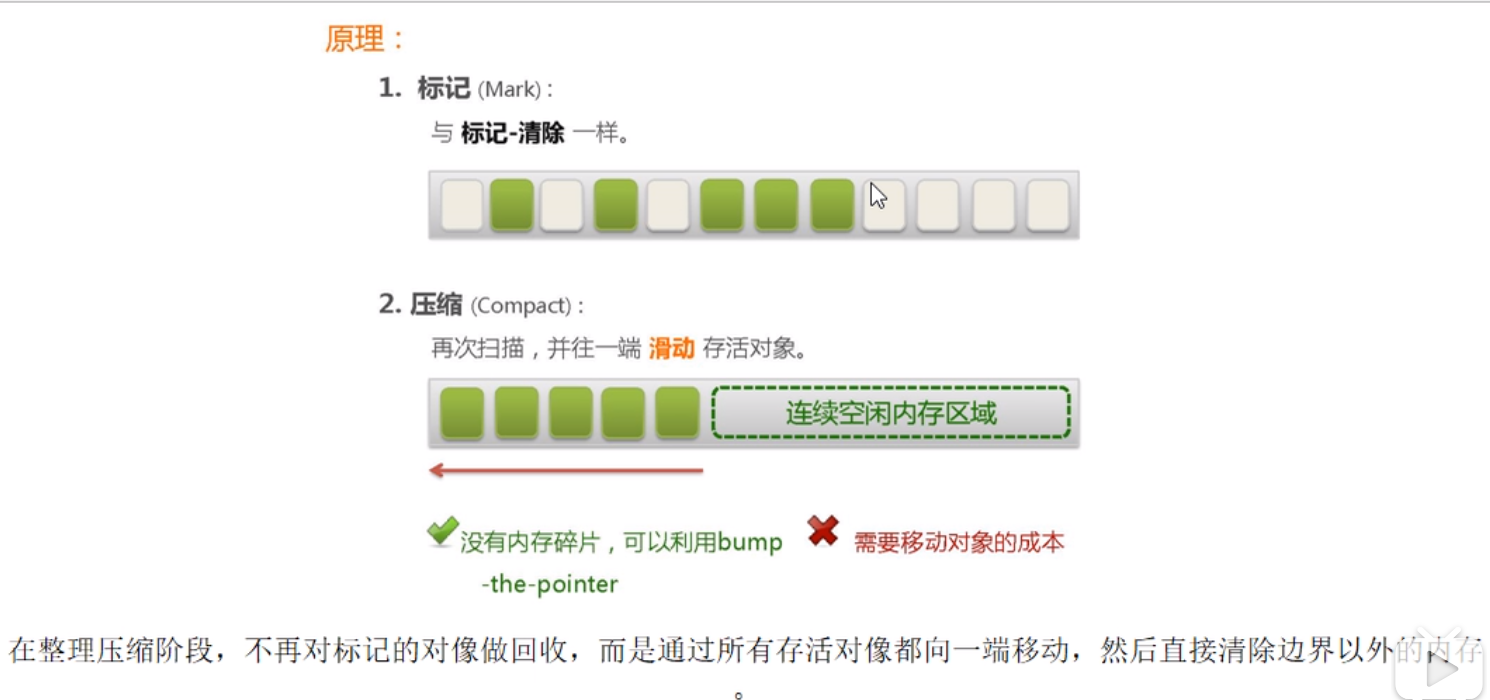 原理：
1. 标记 (Mark)：
与 标记-清除 一样。
2. 压缩 (Compact)：
再次扫描，并往一端 滑动 存活对象。
连续空闲内存区域
没有内存碎片，可以利用bump
-the-pointer
需要移动对象的成本
在整理压缩阶段，不再对标记的对像做回收，而是通过所有存活对像都向一端移动，然后直接清除边界以外的内存
。